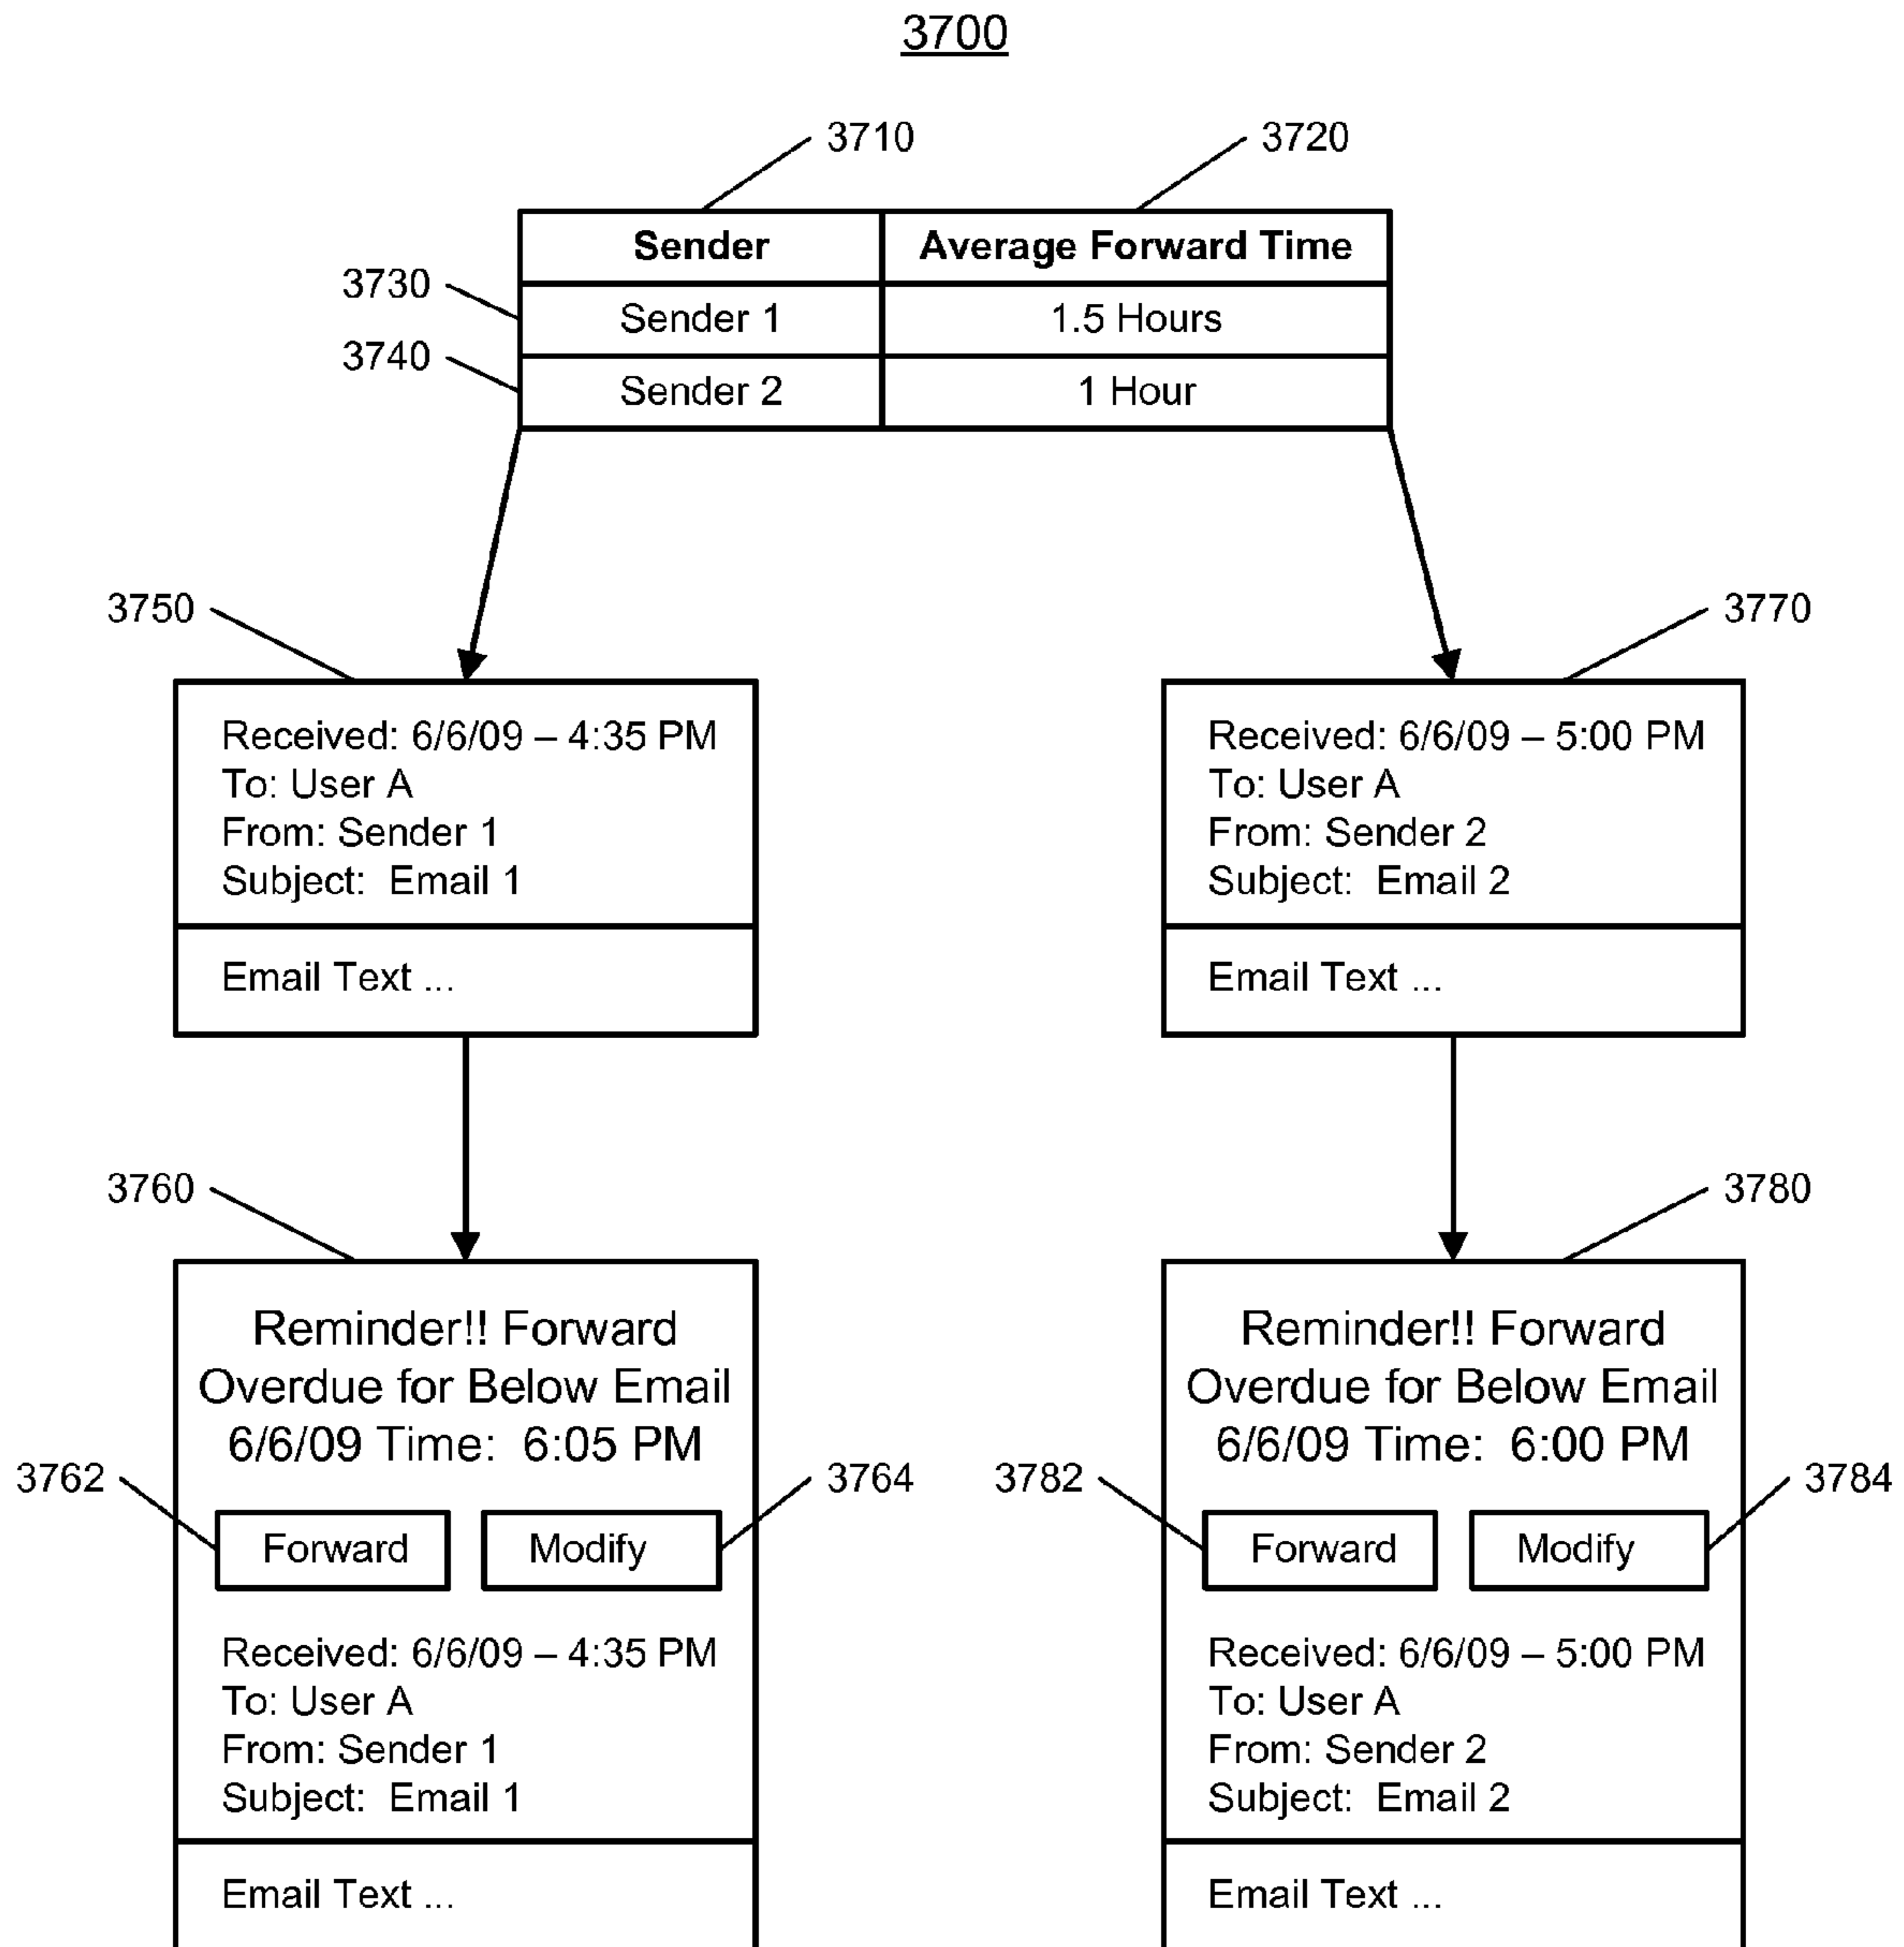 3700
3710
3720
Sender
Average Forward Time
3730
Sender 1
1.5 Hours
3740
Sender 2
1 Hour
3750
Received: 6/6/09 – 4:35 PM
To: User A
From: Sender 1
Subject: Email 1
Email Text ...
3770
Received: 6/6/09 – 5:00 PM
To: User A
From: Sender 2
Subject: Email 2
Email Text ...
3760
Reminder!! Forward
Overdue for Below Email
6/6/09 Time: 6:05 PM
3762
3764
Forward
Modify
Received: 6/6/09 – 4:35 PM
To: User A
From: Sender 1
Subject: Email 1
Email Text ...
3780
Reminder!! Forward
Overdue for Below Email
6/6/09 Time: 6:00 PM
3782
3784
Forward
Modify
Received: 6/6/09 – 5:00 PM
To: User A
From: Sender 2
Subject: Email 2
Email Text ...